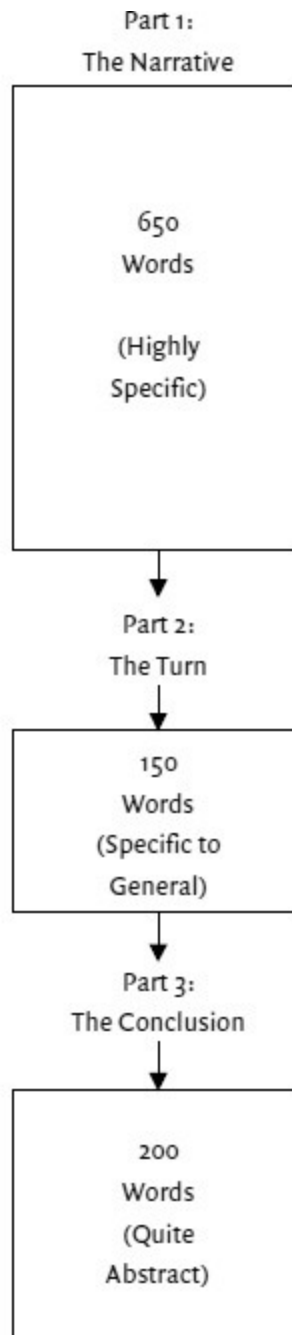 Part 1:
The Narrative
650
Words
(Highly
Specific)
Part 2:
The Turn
150
Words
(Specific to
General)
Part 3:
The Conclusion
200
Words
(Quite
Abstract)